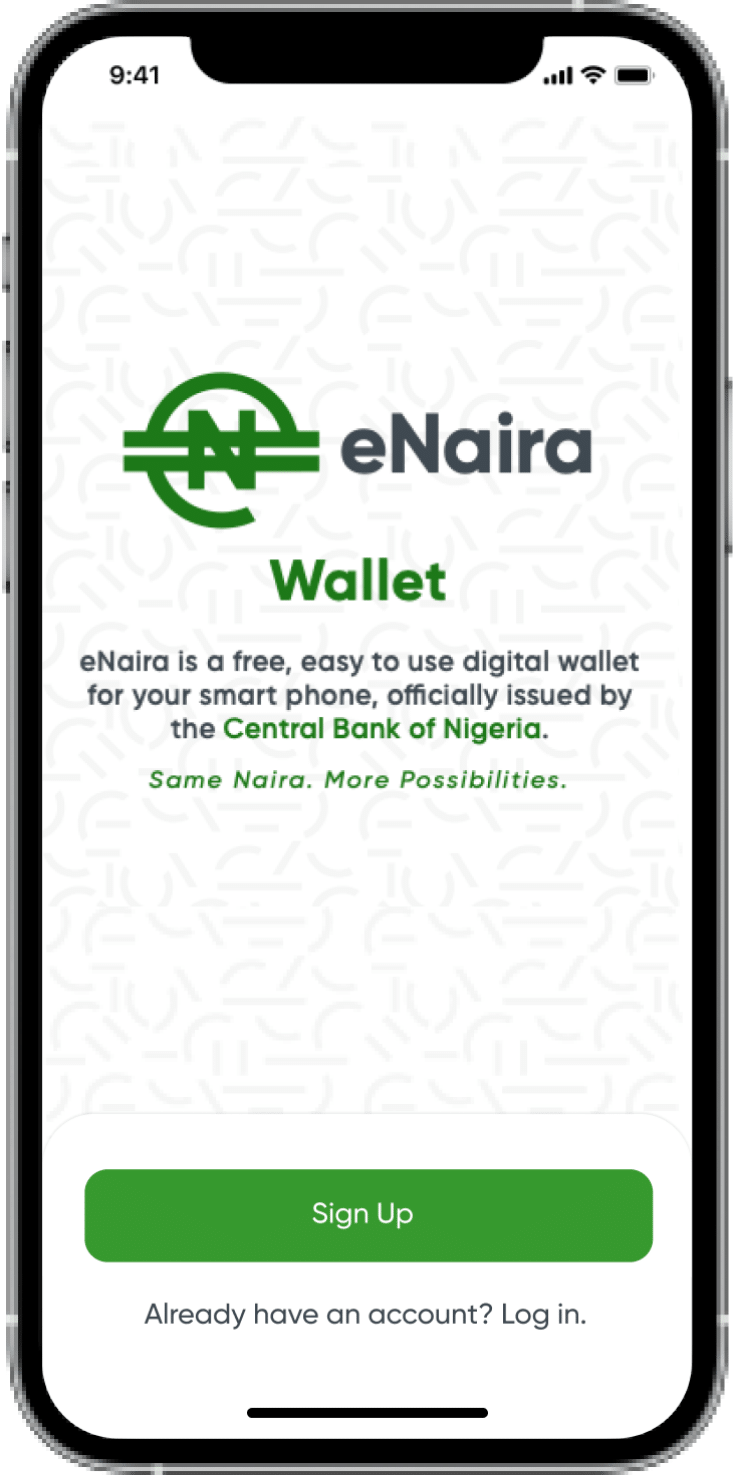 9:41
eNaira
Wallet
eNaira is a free, easy to use digital wallet
for your smart phone, officially issued by
the Central Bank of Nigeria.
Same Naira. More Possibilities.
Sign Up
Already have an account? Log in.